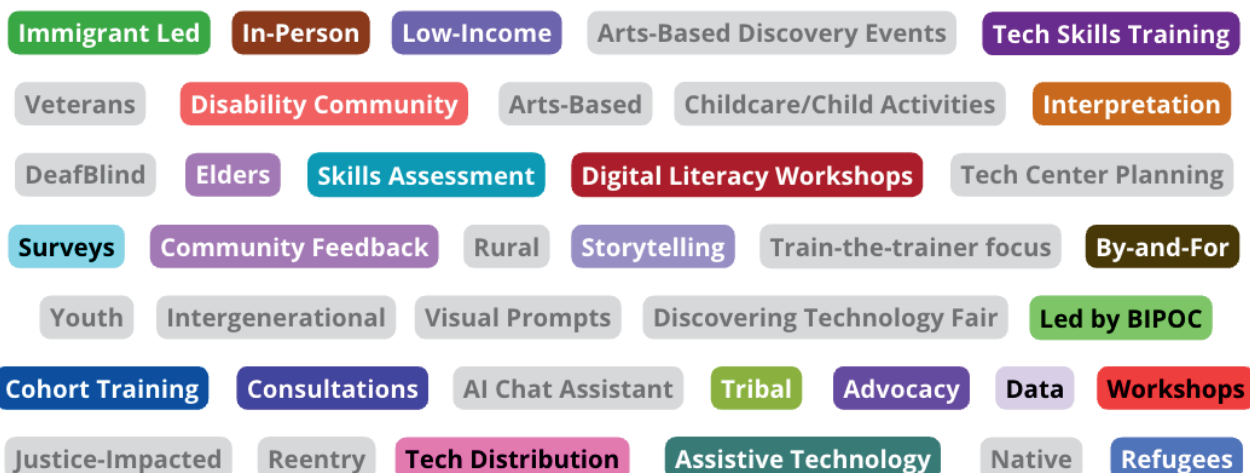 Immigrant Led In-Person Low-Income Arts-Based Discovery Events Tech Skills Training
Veterans Disability Community Arts-Based Childcare/Child Activities Interpretation
DeafBlind Elders Skills Assessment Digital Literacy Workshops Tech Center Planning
Surveys Community Feedback Rural Storytelling Train-the-trainer focus By-and-For
Youth Intergenerational Visual Prompts Discovering Technology Fair Led by BIPOC
Cohort Training Consultations AI Chat Assistant Tribal Advocacy Data Workshops
Justice-Impacted Reentry Tech Distribution Assistive Technology Native Refugees